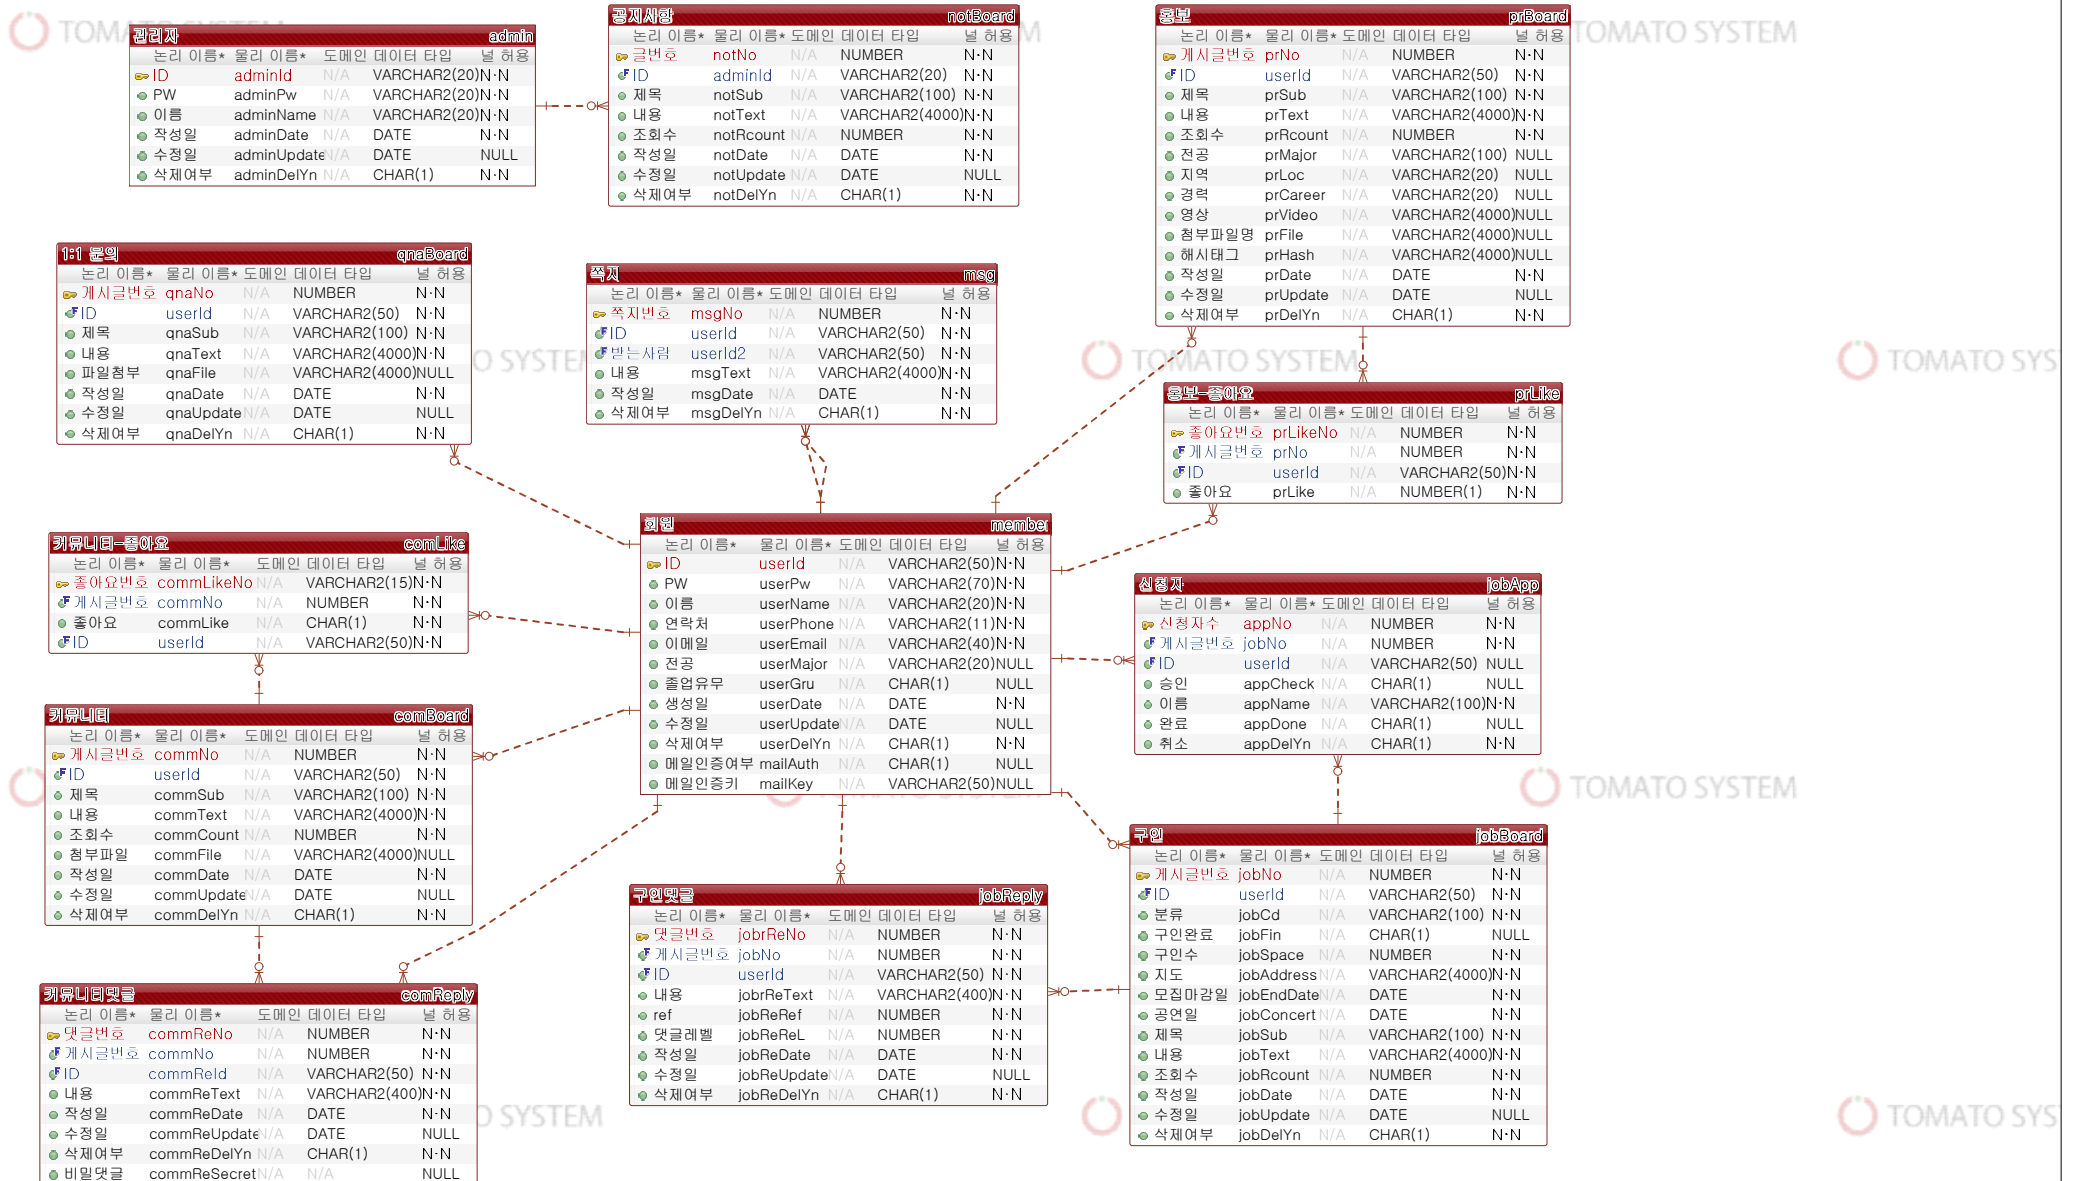 관리자 admin
논리 이름* 물리 이름* 도메인 데이터 타입 널 허용
ID adminId N/A VARCHAR2(20) N·N
PW adminPw N/A VARCHAR2(20) N·N
이름 adminName N/A VARCHAR2(20) N·N
작성일 adminDate N/A DATE N·N
수정일 adminUpdate N/A DATE NULL
삭제여부 adminDelYn N/A CHAR(1) N·N
공지사항 notBoard
논리 이름* 물리 이름* 도메인 데이터 타입 널 허용
글번호 notNo N/A NUMBER N·N
ID adminId N/A VARCHAR2(20) N·N
제목 notSub N/A VARCHAR2(100) N·N
내용 notText N/A VARCHAR2(4000) N·N
조회수 notRcount N/A NUMBER N·N
작성일 notDate N/A DATE N·N
수정일 notUpdate N/A DATE NULL
삭제여부 notDelYn N/A CHAR(1) N·N
홍보 prBoard
논리 이름* 물리 이름* 도메인 데이터 타입 널 허용
게시글번호 prNo N/A NUMBER N·N
ID userId N/A VARCHAR2(50) N·N
제목 prSub N/A VARCHAR2(100) N·N
내용 prText N/A VARCHAR2(4000) N·N
조회수 prRcount N/A NUMBER N·N
전공 prMajor N/A VARCHAR2(100) NULL
지역 prLoc N/A VARCHAR2(20) NULL
경력 prCareer N/A VARCHAR2(20) NULL
영상 prVideo N/A VARCHAR2(4000) NULL
첨부파일명 prFile N/A VARCHAR2(4000) NULL
해시태그 prHash N/A VARCHAR2(4000) NULL
작성일 prDate N/A DATE N·N
수정일 prUpdate N/A DATE NULL
삭제여부 prDelYn N/A CHAR(1) N·N
1:1 문의 qnaBoard
논리 이름* 물리 이름* 도메인 데이터 타입 널 허용
게시글번호 qnaNo N/A NUMBER N·N
ID userId N/A VARCHAR2(50) N·N
제목 qnaSub N/A VARCHAR2(100) N·N
내용 qnaText N/A VARCHAR2(4000) N·N
파일첨부 qnaFile N/A VARCHAR2(4000) NULL
작성일 qnaDate N/A DATE N·N
수정일 qnaUpdate N/A DATE NULL
삭제여부 qnaDelYn N/A CHAR(1) N·N
쪽지 msg
논리 이름* 물리 이름* 도메인 데이터 타입 널 허용
쪽지번호 msgNo N/A NUMBER N·N
ID userId N/A VARCHAR2(50) N·N
받는사람 userId2 N/A VARCHAR2(50) N·N
내용 msgText N/A VARCHAR2(4000) N·N
작성일 msgDate N/A DATE N·N
삭제여부 msgDelYn N/A CHAR(1) N·N
홍보-좋아요 prLike
논리 이름* 물리 이름* 도메인 데이터 타입 널 허용
좋아요번호 prLikeNo N/A NUMBER N·N
게시글번호 prNo N/A NUMBER N·N
ID userId N/A VARCHAR2(50) N·N
좋아요 prLike N/A NUMBER(1) N·N
커뮤니티-좋아요 comLike
논리 이름* 물리 이름* 도메인 데이터 타입 널 허용
좋아요번호 commLikeNo N/A VARCHAR2(15) N·N
게시글번호 commNo N/A NUMBER N·N
좋아요 commLike N/A CHAR(1) N·N
ID userId N/A VARCHAR2(50) N·N
회원 member
논리 이름* 물리 이름* 도메인 데이터 타입 널 허용
ID userId N/A VARCHAR2(50) N·N
PW userPw N/A VARCHAR2(70) N·N
이름 userName N/A VARCHAR2(20) N·N
연락처 userPhone N/A VARCHAR2(11) N·N
이메일 userEmail N/A VARCHAR2(40) N·N
전공 userMajor N/A VARCHAR2(20) NULL
졸업유무 userGru N/A CHAR(1) NULL
생성일 userDate N/A DATE N·N
수정일 userUpdate N/A DATE NULL
삭제여부 userDelYn N/A CHAR(1) N·N
메일인증여부 mailAuth N/A CHAR(1) NULL
메일인증키 mailKey N/A VARCHAR2(50) NULL
신청자 jobApp
논리 이름* 물리 이름* 도메인 데이터 타입 널 허용
신청자수 appNo N/A NUMBER N·N
게시글번호 jobNo N/A NUMBER N·N
ID userId N/A VARCHAR2(50) NULL
승인 appCheck N/A CHAR(1) NULL
이름 appName N/A VARCHAR2(100) N·N
완료 appDone N/A CHAR(1) NULL
취소 appDelYn N/A CHAR(1) N·N
커뮤니티 comBoard
논리 이름* 물리 이름* 도메인 데이터 타입 널 허용
게시글번호 commNo N/A NUMBER N·N
ID userId N/A VARCHAR2(50) N·N
제목 commSub N/A VARCHAR2(100) N·N
내용 commText N/A VARCHAR2(4000) N·N
조회수 commCount N/A NUMBER N·N
첨부파일 commFile N/A VARCHAR2(4000) NULL
작성일 commDate N/A DATE N·N
수정일 commUpdate N/A DATE NULL
삭제여부 commDelYn N/A CHAR(1) N·N
구인댓글 jobReply
논리 이름* 물리 이름* 도메인 데이터 타입 널 허용
댓글번호 jobrReNo N/A NUMBER N·N
게시글번호 jobNo N/A NUMBER N·N
ID userId N/A VARCHAR2(50) N·N
내용 jobrReText N/A VARCHAR2(400) N·N
ref jobReRef N/A NUMBER N·N
댓글레벨 jobReReL N/A NUMBER N·N
작성일 jobReDate N/A DATE N·N
수정일 jobReUpdate N/A DATE NULL
삭제여부 jobReDelYn N/A CHAR(1) N·N
구인 jobBoard
논리 이름* 물리 이름* 도메인 데이터 타입 널 허용
게시글번호 jobNo N/A NUMBER N·N
ID userId N/A VARCHAR2(50) N·N
분류 jobCd N/A VARCHAR2(100) N·N
구인완료 jobFin N/A CHAR(1) NULL
구인수 jobSpace N/A NUMBER N·N
지도 jobAddress N/A VARCHAR2(4000) N·N
모집마감일 jobEndDate N/A DATE N·N
공연일 jobConcert N/A DATE N·N
제목 jobSub N/A VARCHAR2(100) N·N
내용 jobText N/A VARCHAR2(4000) N·N
조회수 jobRcount N/A NUMBER N·N
작성일 jobDate N/A DATE N·N
수정일 jobUpdate N/A DATE NULL
삭제여부 jobDelYn N/A CHAR(1) N·N
커뮤니티댓글 comReply
논리 이름* 물리 이름* 도메인 데이터 타입 널 허용
댓글번호 commReNo N/A NUMBER N·N
게시글번호 commNo N/A NUMBER N·N
ID commReId N/A VARCHAR2(50) N·N
내용 commReText N/A VARCHAR2(400) N·N
작성일 commReDate N/A DATE N·N
수정일 commReUpdate N/A DATE NULL
삭제여부 commReDelYn N/A CHAR(1) N·N
비밀댓글 commReSecret N/A N/A NULL
TOMATO SYSTEM
TOMATO SYSTEM
TOMATO SYS
TOMATO SYSTEM
TOMATO SYS